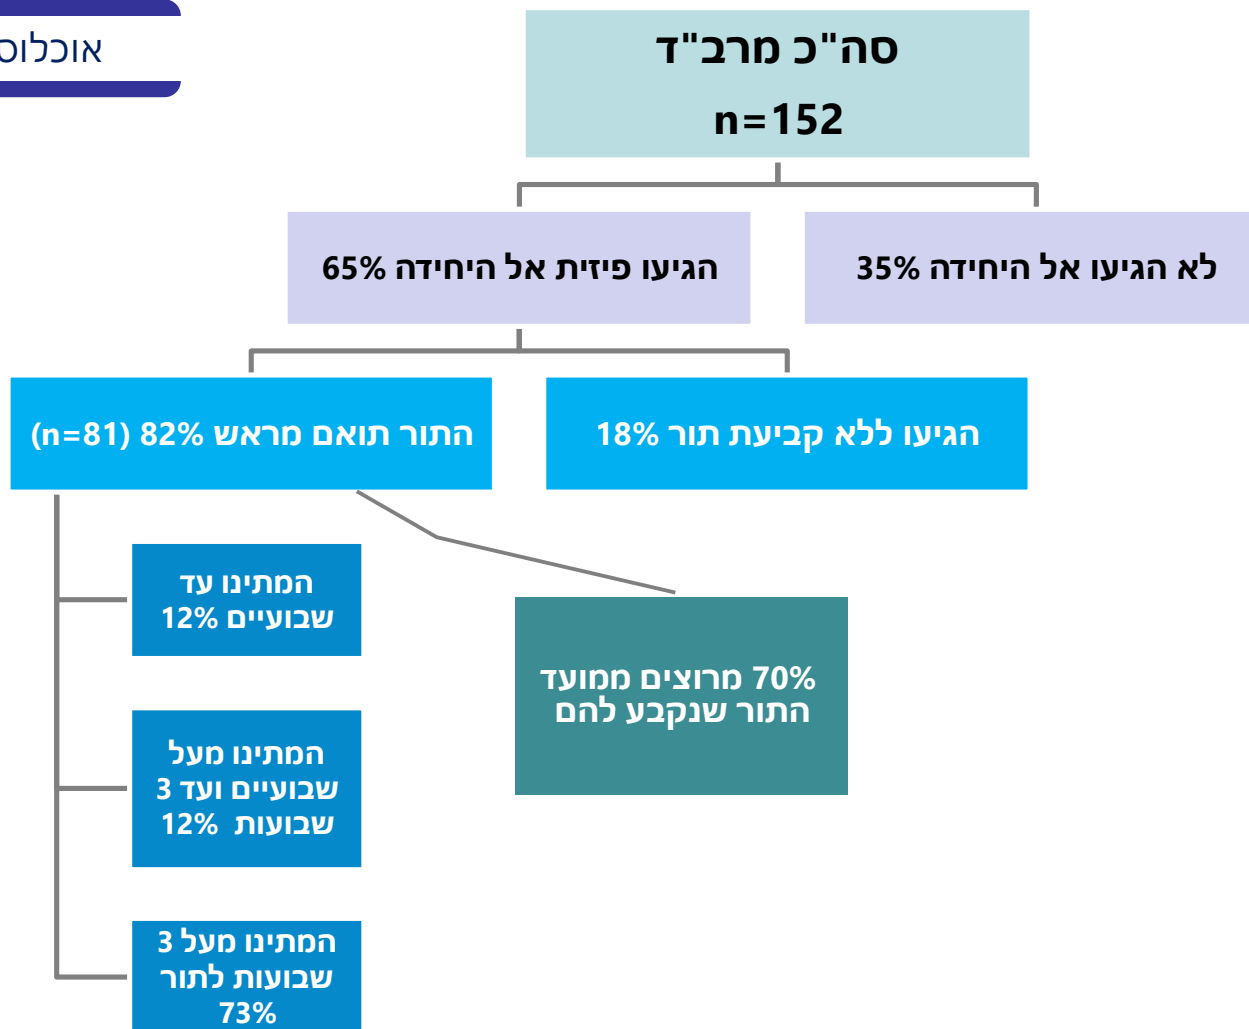 סה"כ מרב"ד
n=152
לא הגיעו אל היחידה 35%
הגיעו פיזית אל היחידה 65%
הגיעו ללא קביעת תור 18%
התור תואם מראש 82% (n=81)
המתינו עד
שבועיים 12%
70% מרוצים ממועד
התור שנקבע להם
המתינו מעל
שבועיים ועד 3
שבועות 12%
המתינו מעל 3
שבועות לתור
73%